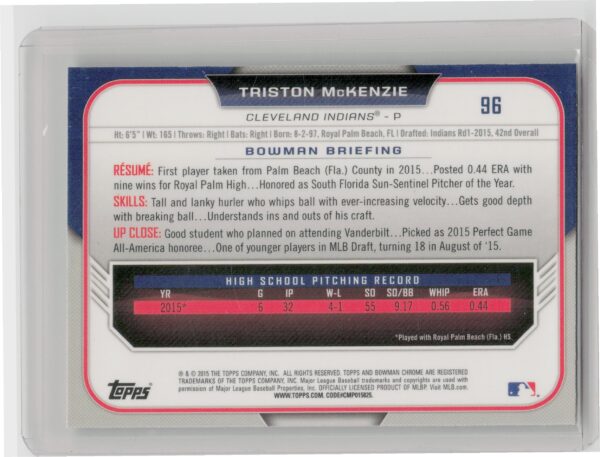 TRISTON McKENZIE
CLEVELAND INDIANS® - P
96
Ht: 6'5" | Wt: 165 | Throws: Right | Bats: Right | Born: 8-2-97, Royal Palm Beach, FL | Drafted: Indians Rd1-2015, 42nd Overall
BOWMAN BRIEFING
RÉSUMÉ: First player taken from Palm Beach (Fla.) County in 2015...Posted 0.44 ERA with
nine wins for Royal Palm High...Honored as South Florida Sun-Sentinel Pitcher of the Year.
SKILLS: Tall and lanky hurler who whips ball with ever-increasing velocity...Gets good depth
with breaking ball...Understands ins and outs of his craft.
UP CLOSE: Good student who planned on attending Vanderbilt...Picked as 2015 Perfect Game
All-America honoree...One of younger players in MLB Draft, turning 18 in August of '15.
HIGH SCHOOL PITCHING RECORD
YR G IP W-L SO SO/BB WHIP ERA
2015* 6 32 4-1 55 9.17 0.56 0.44
*Played with Royal Palm Beach (Fla.) HS
® & © 2015 THE TOPPS COMPANY, INC. ALL RIGHTS RESERVED. TOPPS AND BOWMAN CHROME ARE REGISTERED
TRADEMARKS OF THE TOPPS COMPANY, INC. Major League Baseball trademarks and copyrights are used with
permission of Major League Baseball Properties, Inc. OFFICIALLY LICENSED PRODUCT OF MLBP. Visit MLB.com.
WWW.TOPPS.COM. CODE#CMP015825.
Topps